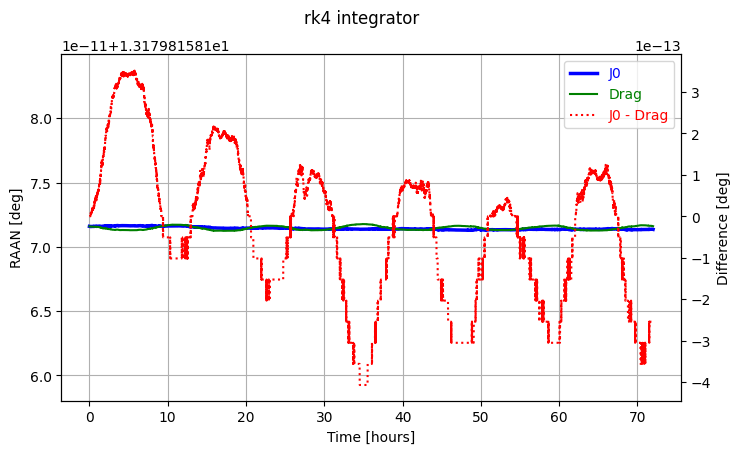 rk4 integrator
1e−11+1.317981581e1
1e−13
J0
Drag
J0 - Drag
8.0
7.5
7.0
6.5
6.0
RAAN [deg]
3
2
1
0
−1
−2
−3
−4
Difference [deg]
0 10 20 30 40 50 60 70
Time [hours]